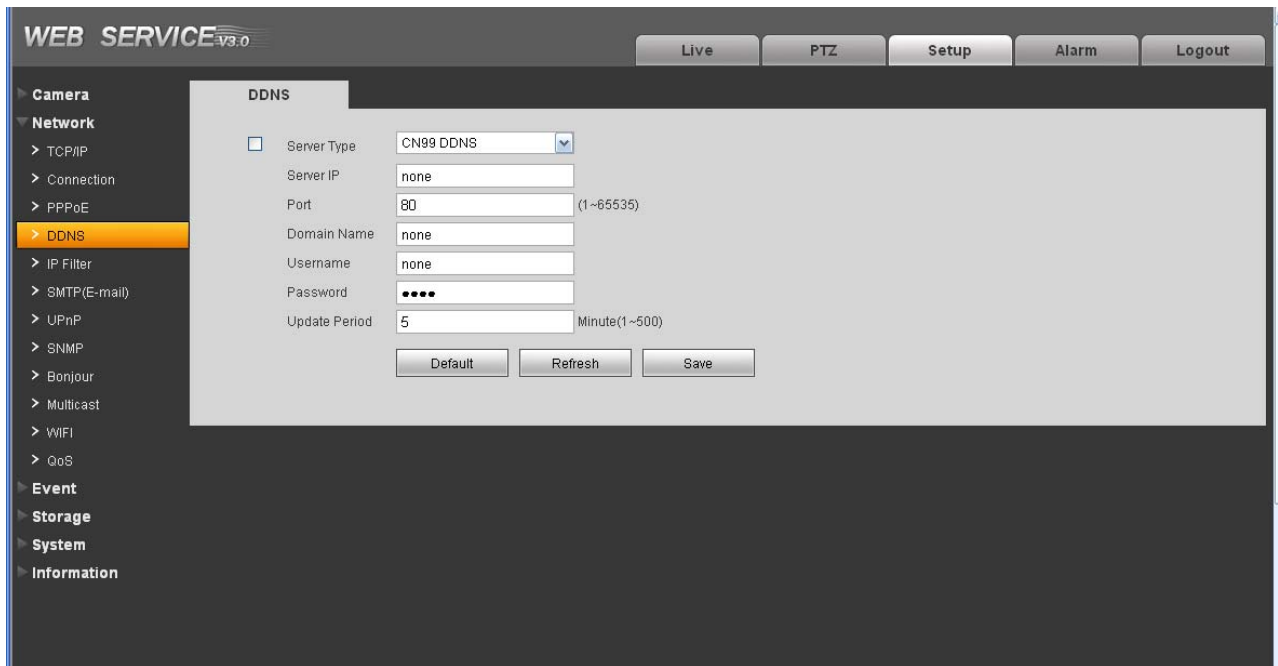 WEB SERVICE V3.0
Live PTZ Setup Alarm Logout
Camera
Network
> TCP/IP
> Connection
> PPPoE
> DDNS
> IP Filter
> SMTP(E-mail)
> UPnP
> SNMP
> Bonjour
> Multicast
> WIFI
> QoS
Event
Storage
System
Information
DDNS
Server Type CN99 DDNS
Server IP none
Port 80 (1~65535)
Domain Name none
Username none
Password ●●●●
Update Period 5 Minute(1~500)
Default Refresh Save